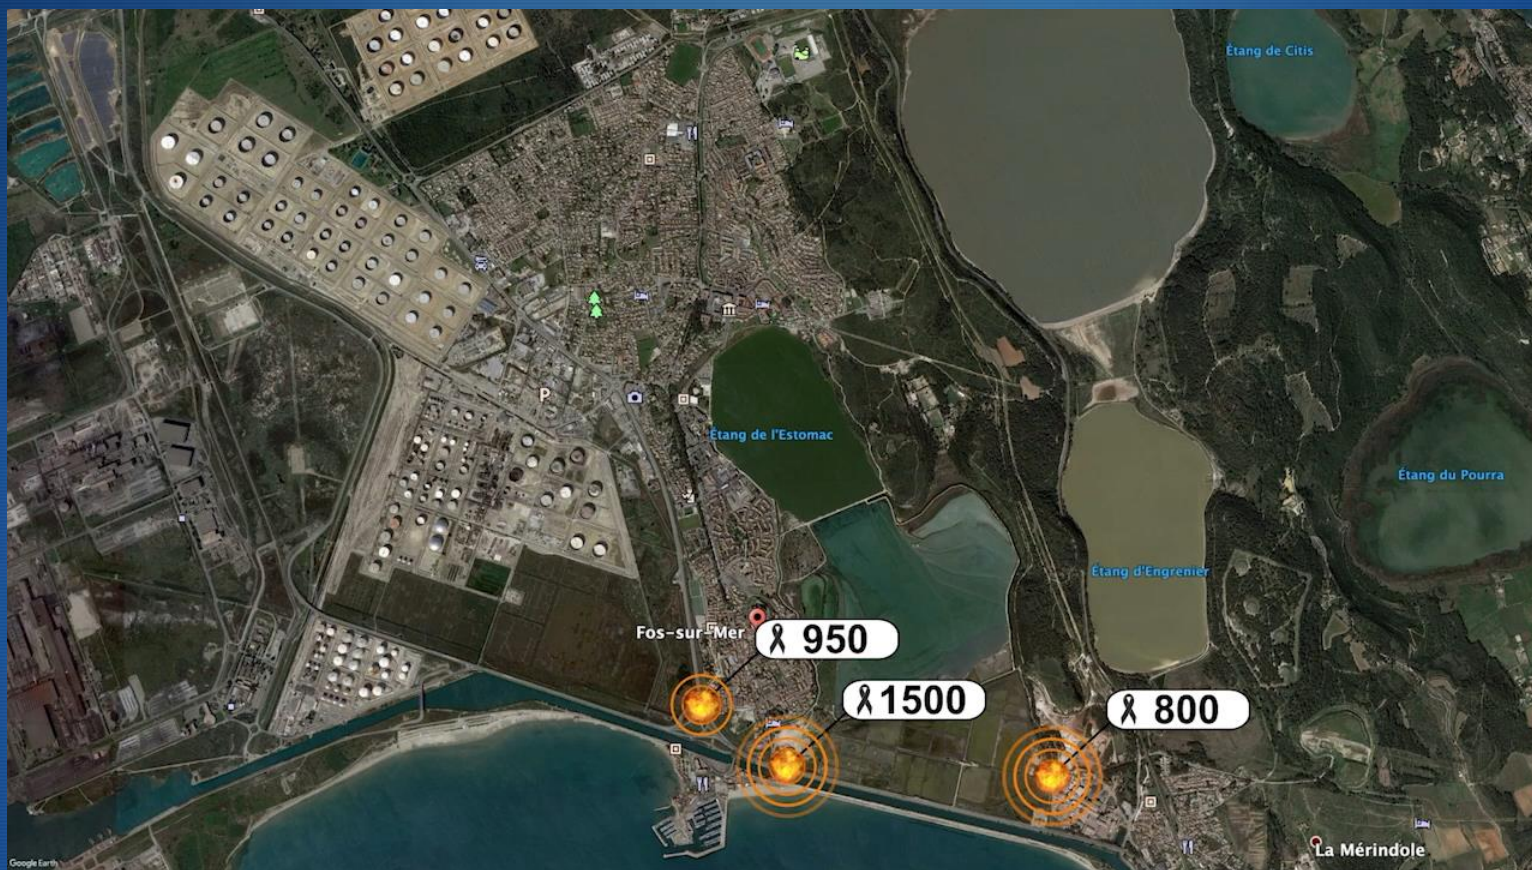 Étang de Citis
P
Étang de l'Estomac
Étang du Pourra
Étang d'Engrenier
Fos-sur-Mer
950
1500
800
La Mérindole
Google Earth